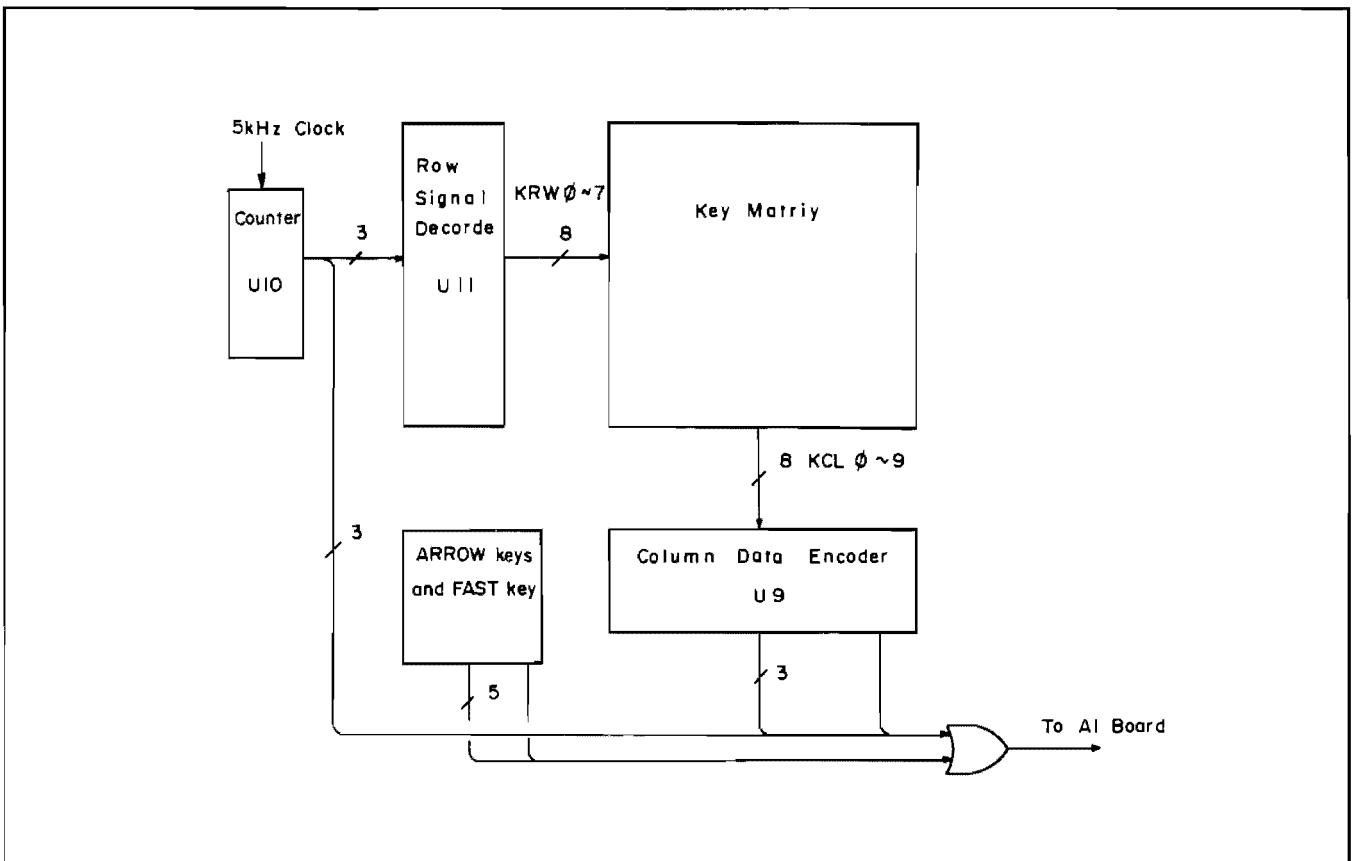 5kHz Clock
Counter
U10
3
Row
Signal
Decorde
U11
KRWØ~7
8
Key Matriy
8 KCL Ø~9
3
ARROW keys
and FAST key
Column Data Encoder
U9
5
3
To A1 Board